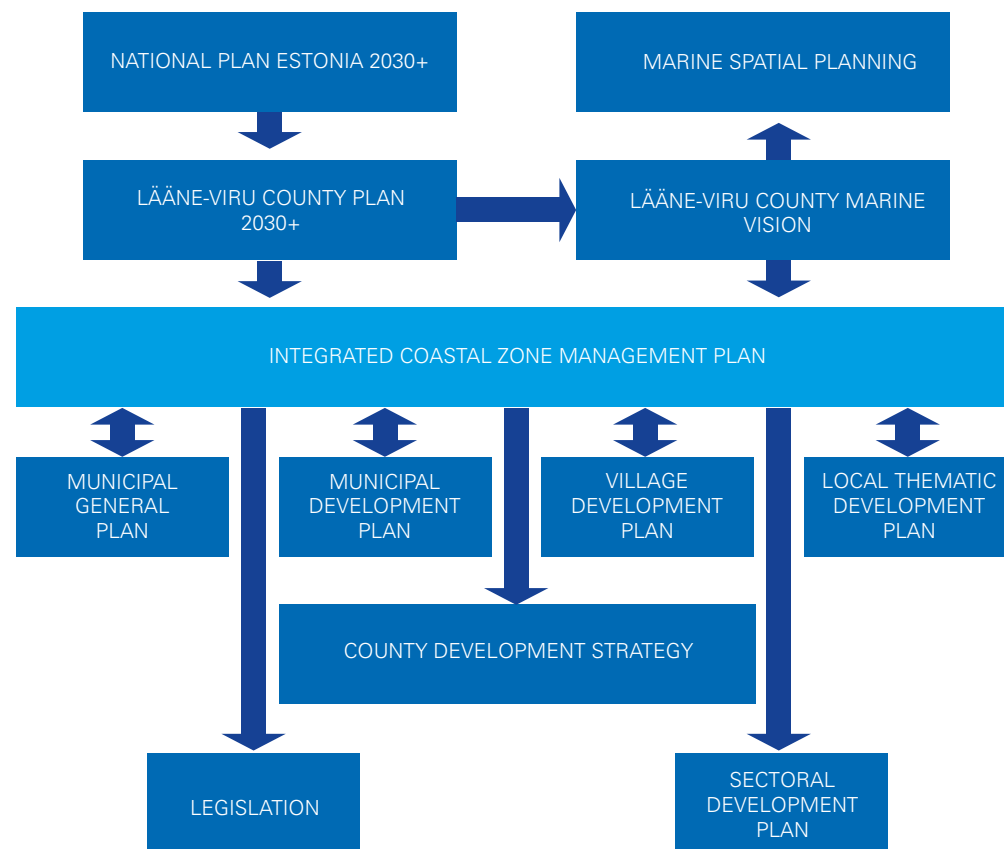 NATIONAL PLAN ESTONIA 2030+
MARINE SPATIAL PLANNING
LÄÄNE-VIRU COUNTY PLAN
2030+
LÄÄNE-VIRU COUNTY MARINE
VISION
INTEGRATED COASTAL ZONE MANAGEMENT PLAN
MUNICIPAL
GENERAL
PLAN
MUNICIPAL
DEVELOPMENT
PLAN
VILLAGE
DEVELOPMENT
PLAN
LOCAL THEMATIC
DEVELOPMENT
PLAN
COUNTY DEVELOPMENT STRATEGY
LEGISLATION
SECTORAL
DEVELOPMENT
PLAN